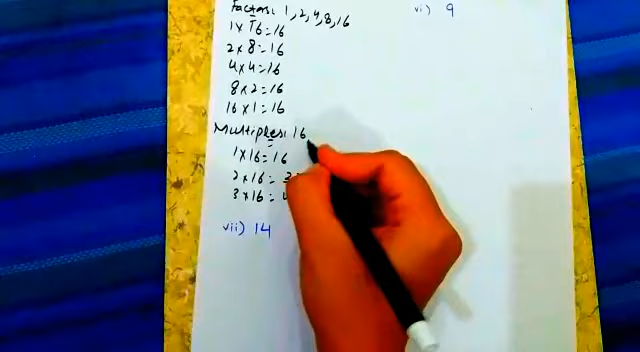 Factors: 1, 2, 4, 8, 16
1 x 16 = 16
2 x 8 = 16
4 x 4 = 16
8 x 2 = 16
16 x 1 = 16
Multiples: 16
1 x 16 = 16
2 x 16 =
3 x 16 =
vii) 14
vi) 9